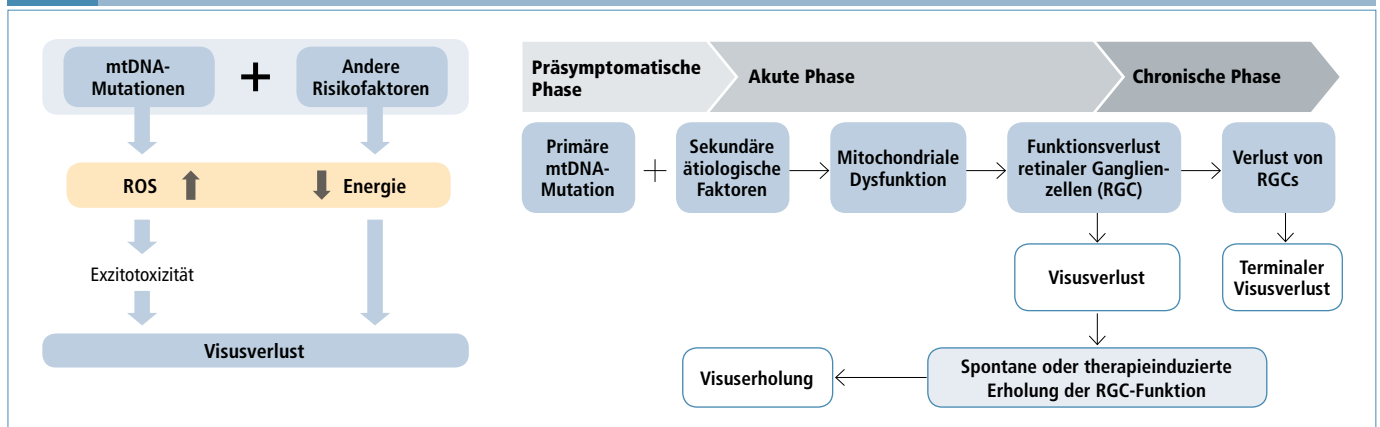 mtDNA-
Mutationen
+
Andere
Risikofaktoren
ROS
Energie
Exzitotoxizität
Visusverlust
Präsymptomatische
Phase
Akute Phase
Chronische Phase
Primäre
mtDNA-
Mutation
+
Sekundäre
ätiologische
Faktoren
Mitochondriale
Dysfunktion
Funktionsverlust
retinaler Ganglien-
zellen (RGC)
Verlust von
RGCs
Visusverlust
Terminaler
Visusverlust
Spontane oder therapieinduzierte
Erholung der RGC-Funktion
Visuserholung